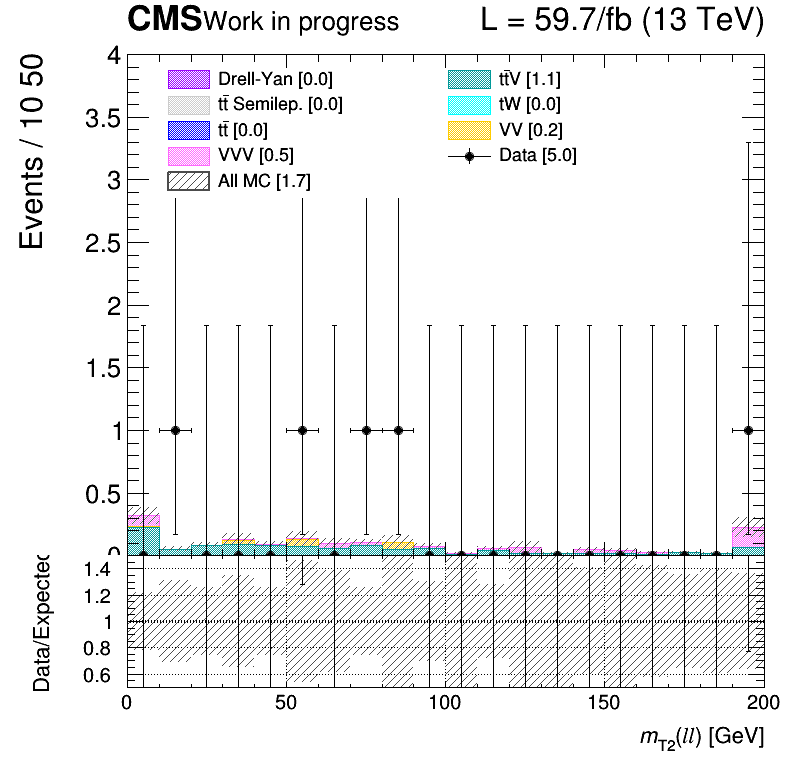 CMS Work in progress L = 59.7/fb (13 TeV)
Events / 10 50
4
3.5
3
2.5
2
1.5
1
0.5
0
Drell-Yan [0.0]
tt̄ Semilep. [0.0]
tt̄ [0.0]
VVV [0.5]
All MC [1.7]
tt̄V [1.1]
tW [0.0]
VV [0.2]
Data [5.0]
Data/Expected
1.4
1.2
1
0.8
0.6
0 50 100 150 200
mT2(ll) [GeV]